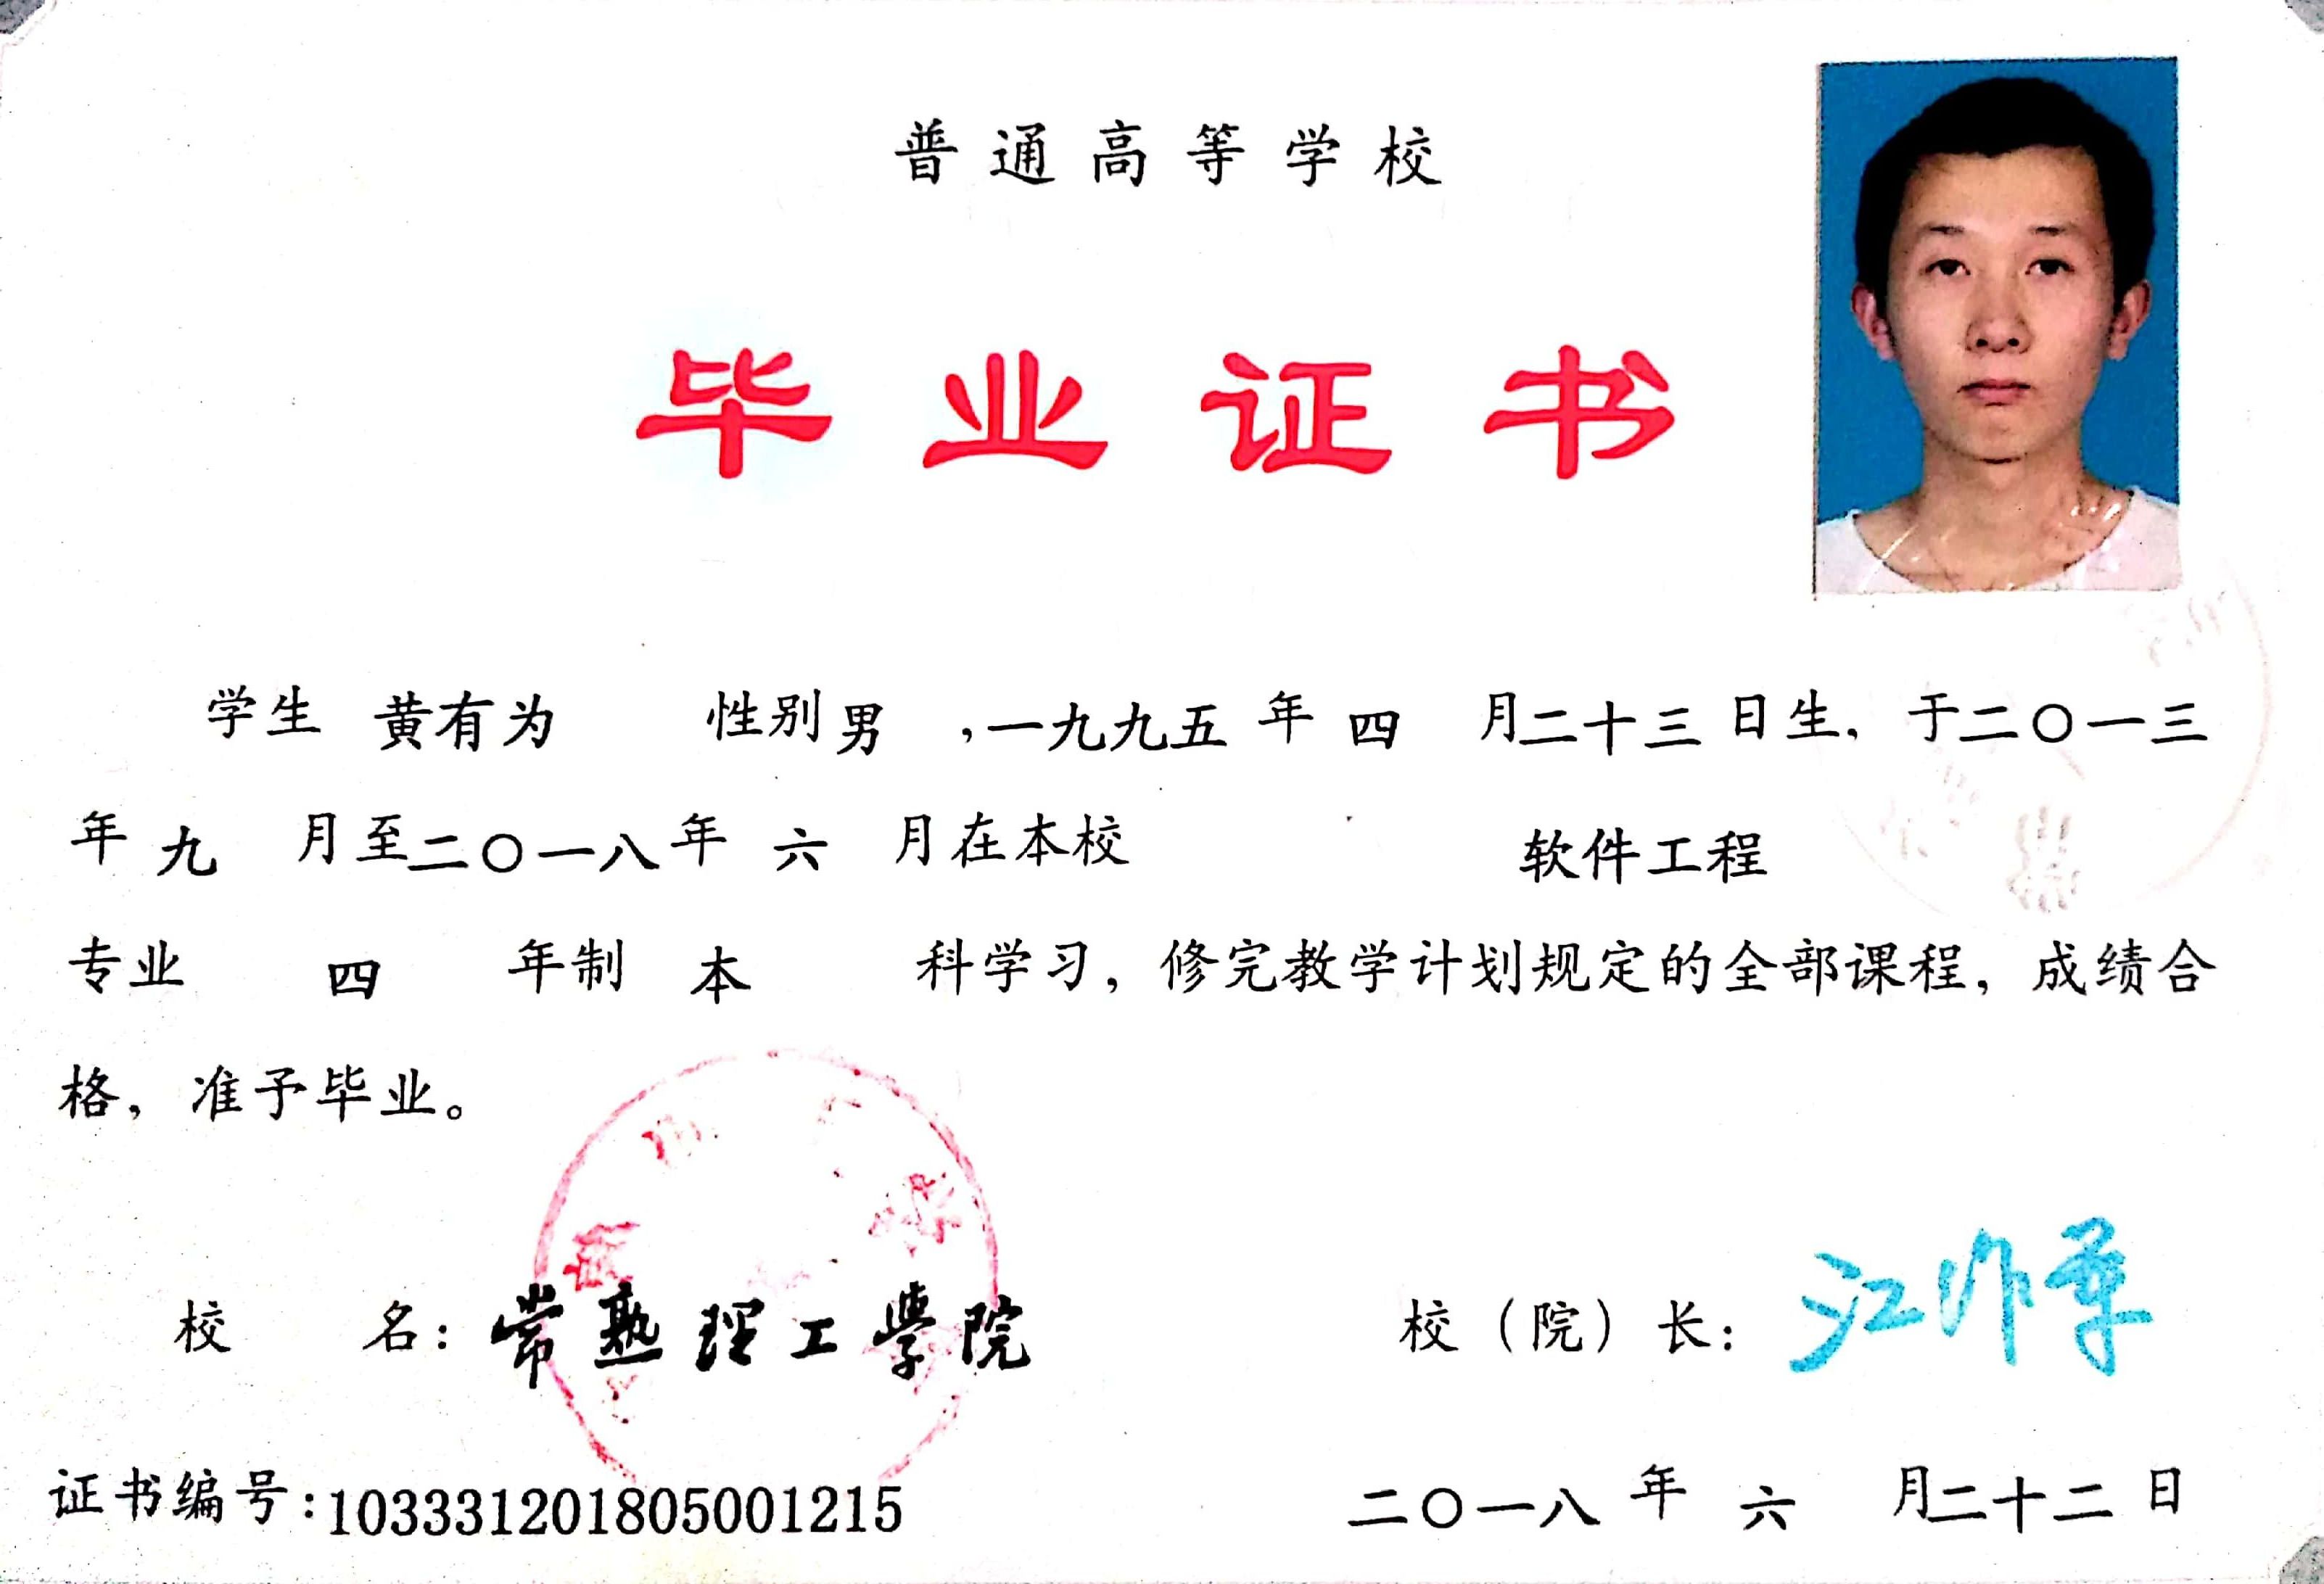 普通高等学校
毕业证书
学生 黄有为 性别 男 ,一九九五 年 四 月二十三 日生，于二〇一三
年 九 月至二〇一八 年 六 月在本校 软件工程
专业 四 年制 本 科学习，修完教学计划规定的全部课程，成绩合
格，准予毕业。
校 名：常熟理工學院 校（院）长：江作军
证书编号:103331201805001215 二〇一八 年 六 月二十二 日